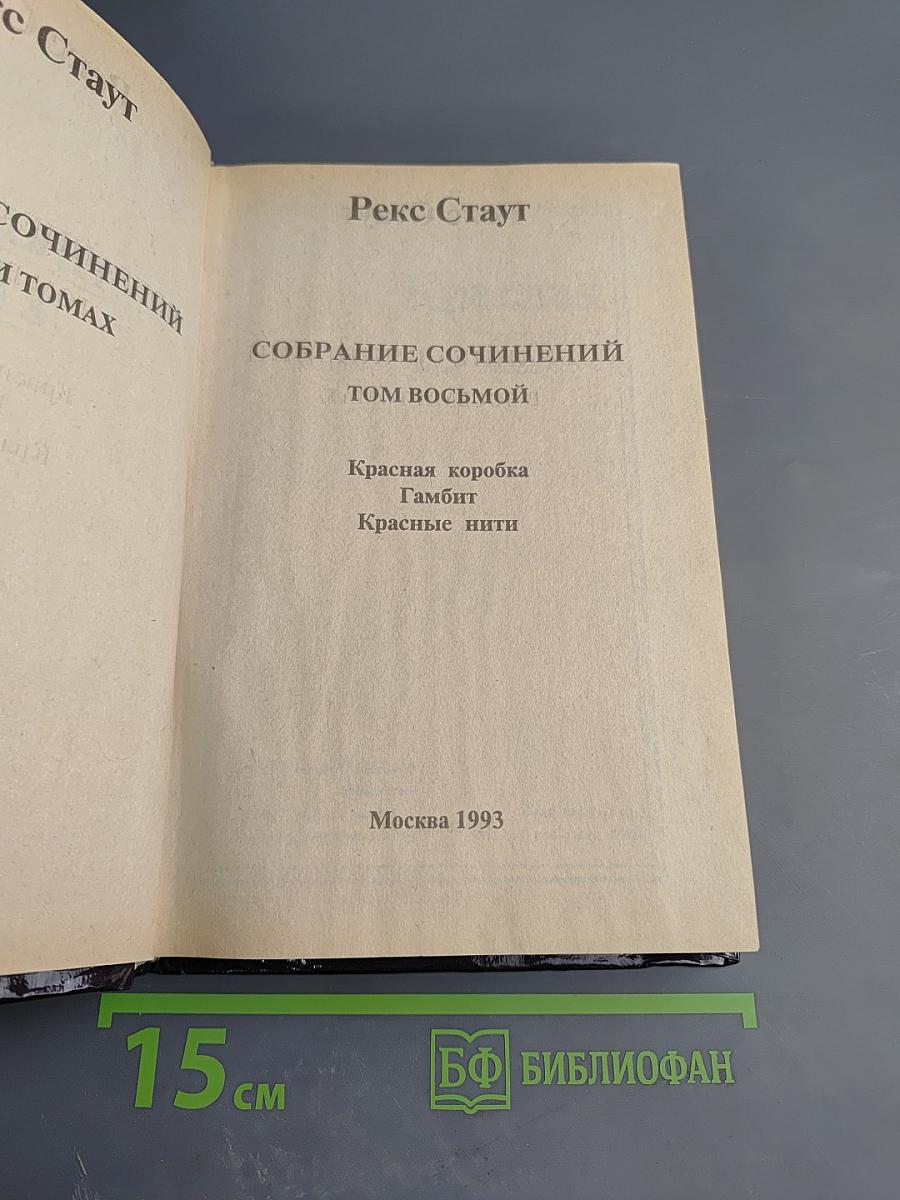 Стаут
СОЧИНЕНИЙ
ТОМАХ
Рекс Стаут
СОБРАНИЕ СОЧИНЕНИЙ
ТОМ ВОСЬМОЙ
Красная коробка
Гамбит
Красные нити
Москва 1993
15 см
БФ БИБЛИОФАН